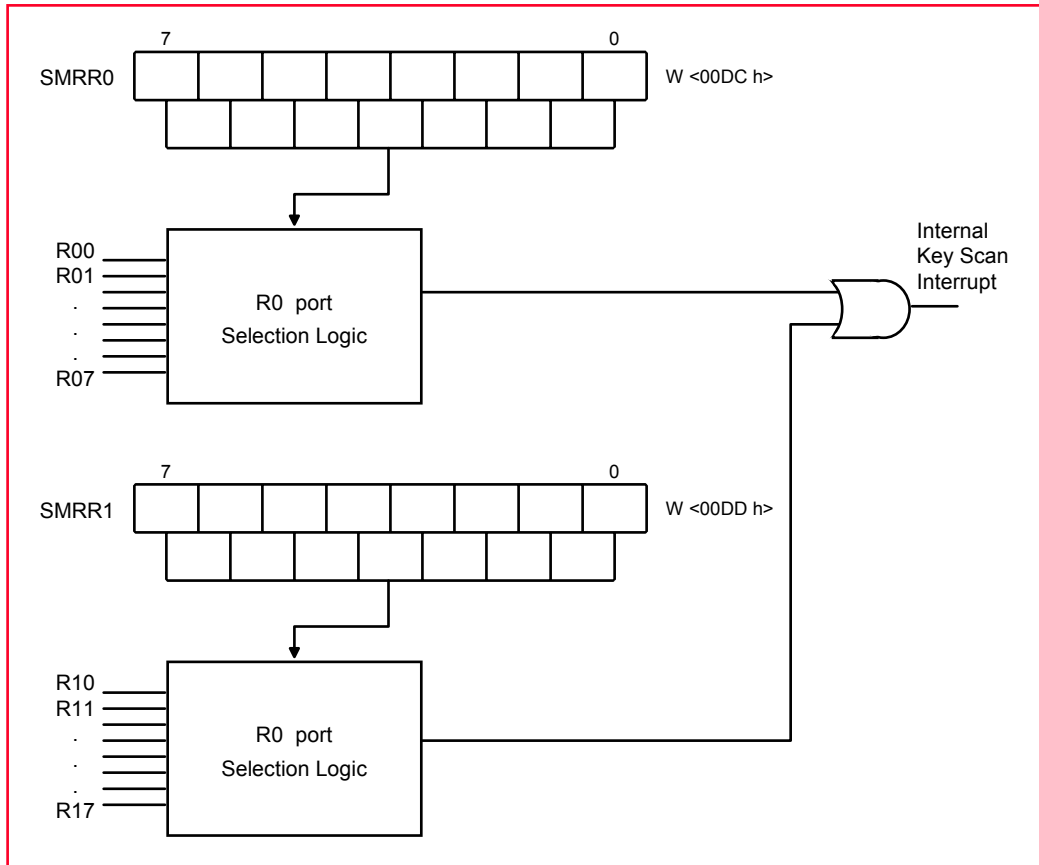 7
0
SMRR0
W <00DC h>
R00
R01
.
.
.
R07
R0 port
Selection Logic
Internal
Key Scan
Interrupt
7
0
SMRR1
W <00DD h>
R10
R11
.
.
.
R17
R0 port
Selection Logic